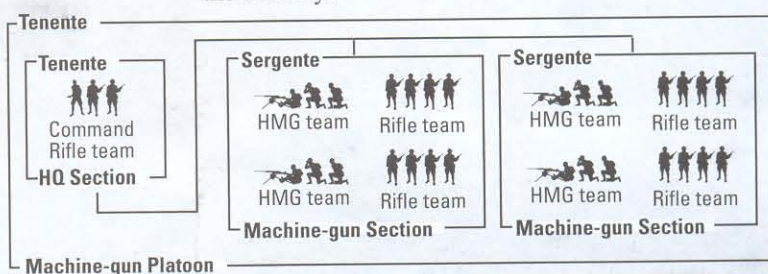 Tenente
Tenente
Command
Rifle team
HQ Section
Sergente
HMG team Rifle team
HMG team Rifle team
Machine-gun Section
Sergente
HMG team Rifle team
HMG team Rifle team
Machine-gun Section
Machine-gun Platoon